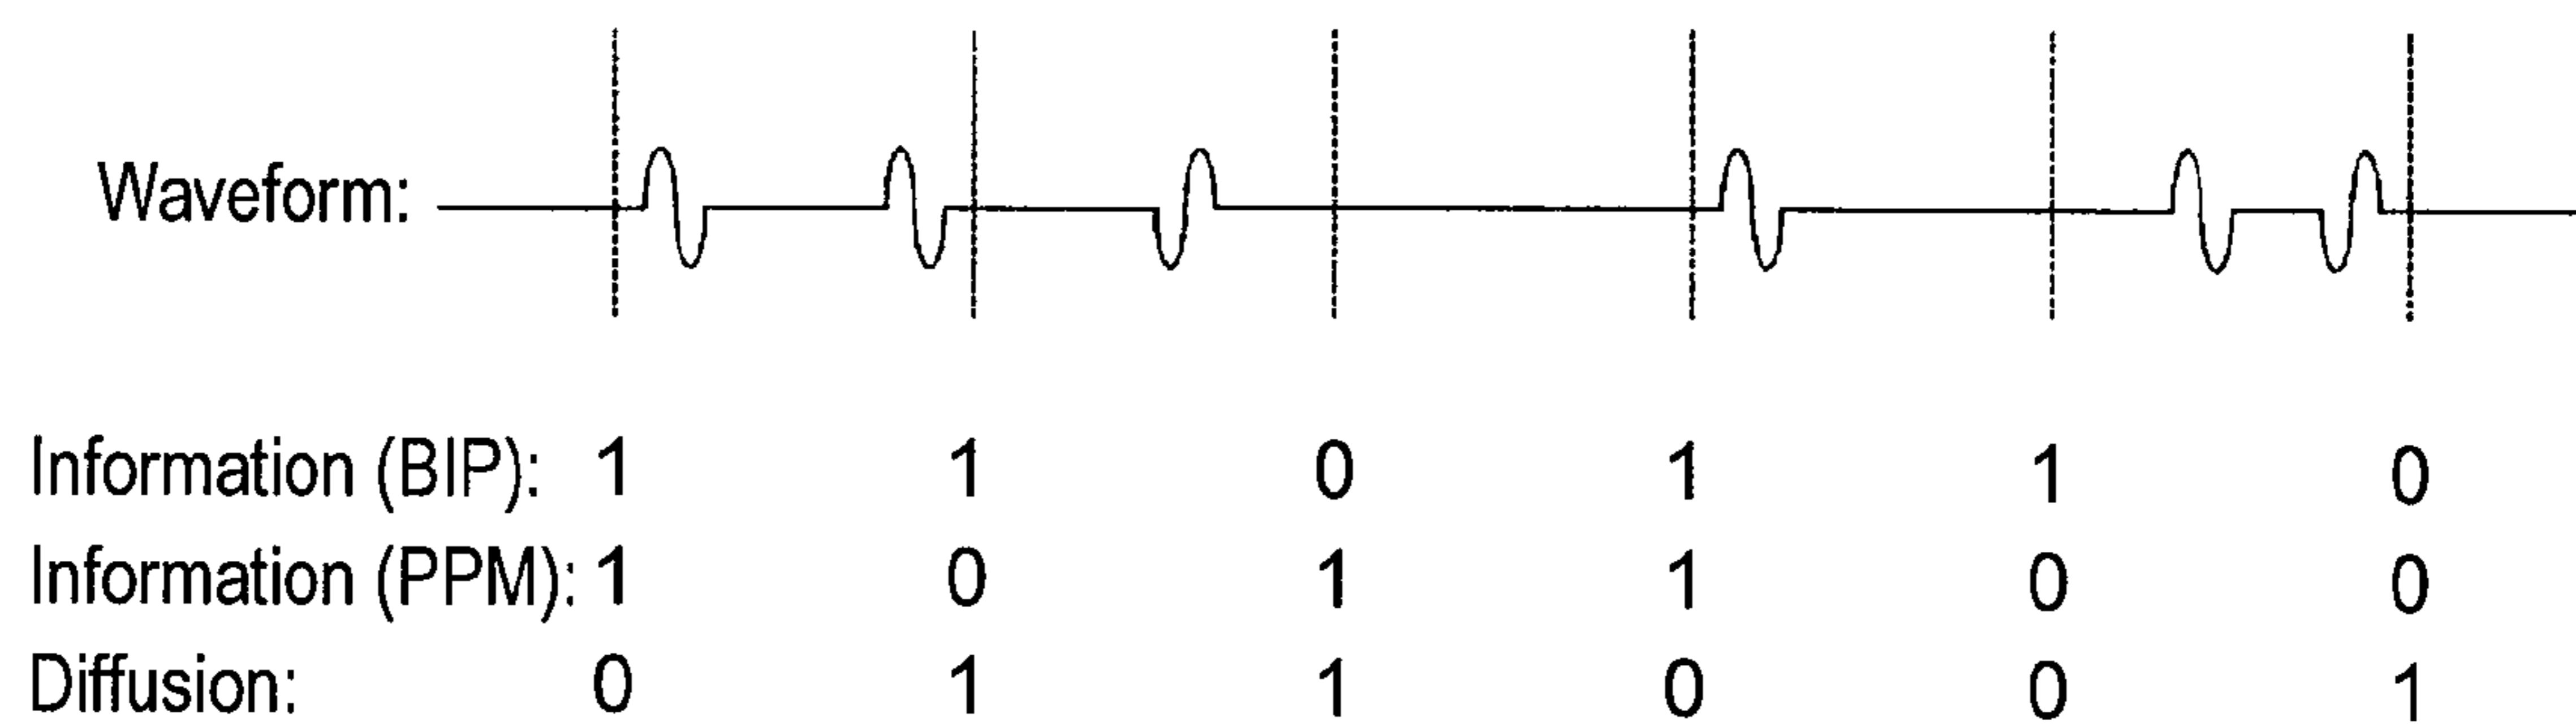 Waveform:
Information (BIP): 1 1 0 1 1 0
Information (PPM): 1 0 1 1 0 0
Diffusion: 0 1 1 0 0 1